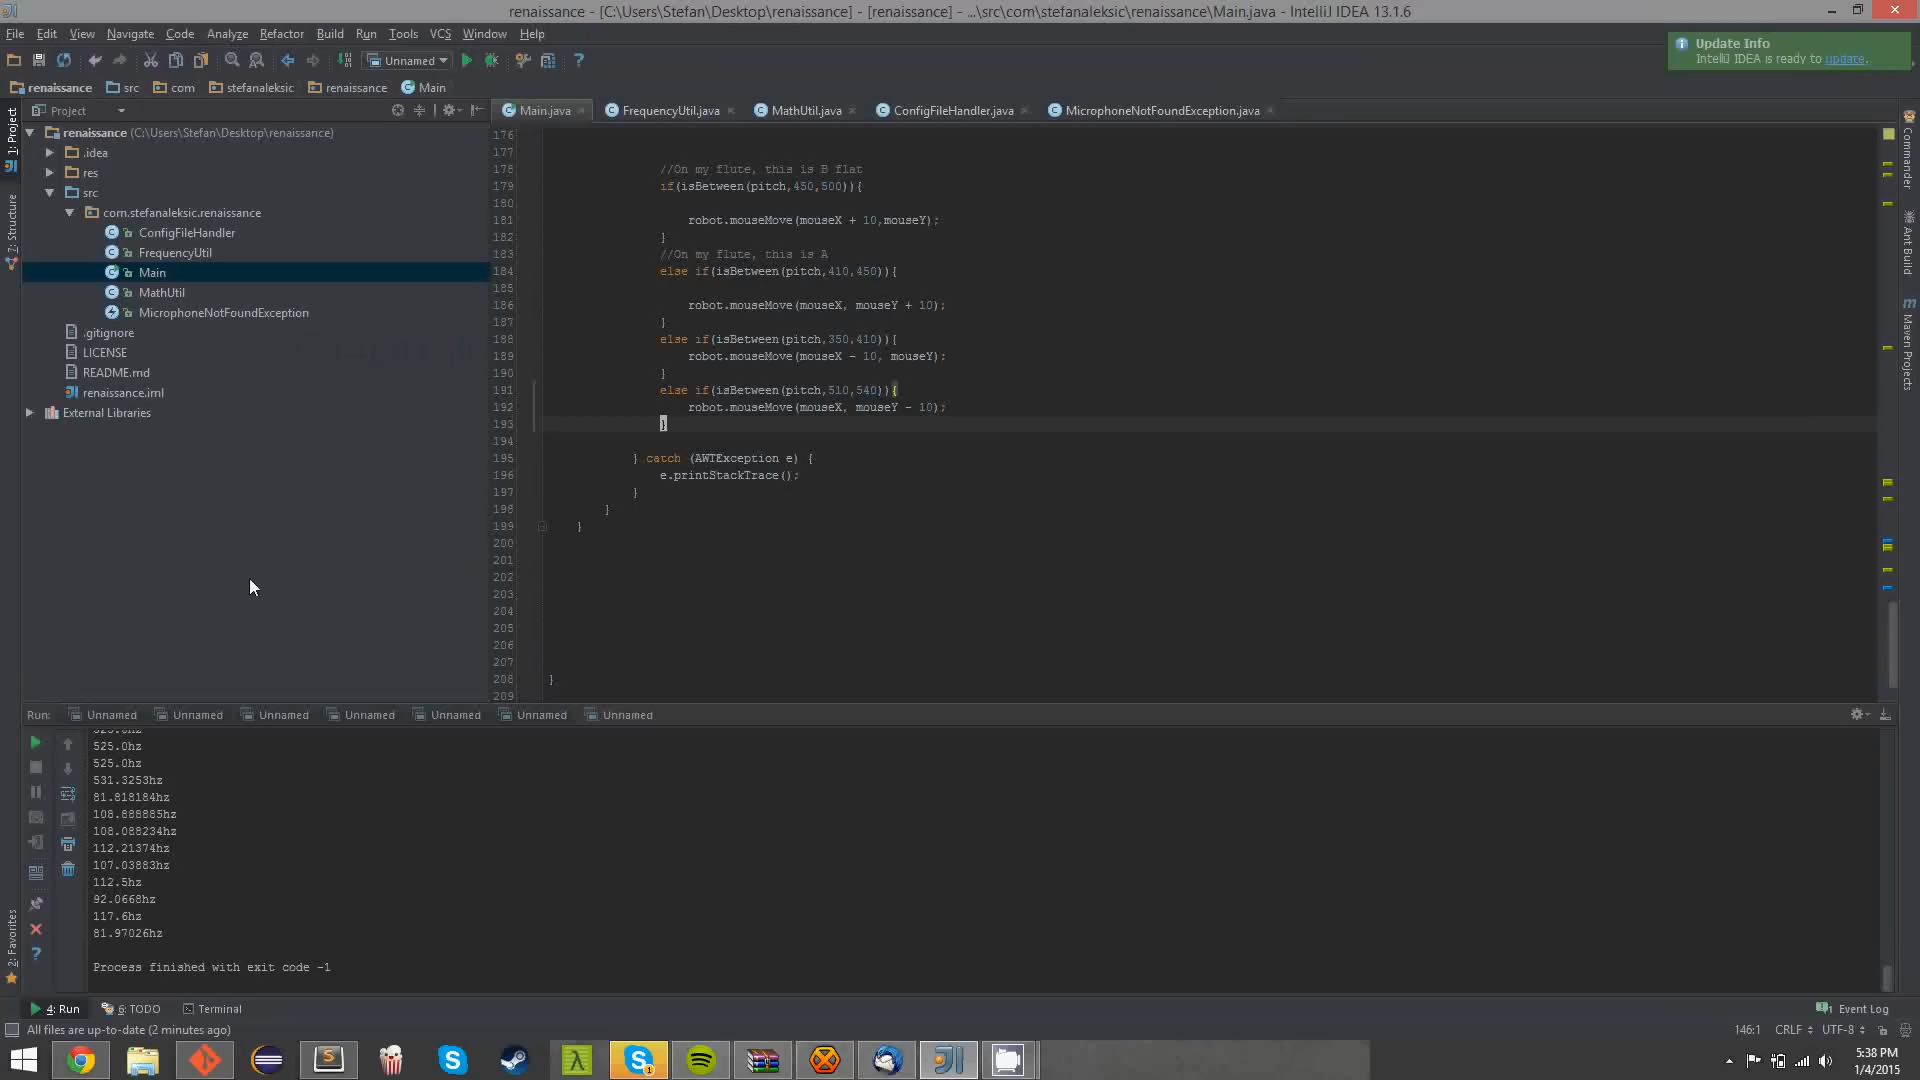 renaissance - [C:\Users\Stefan\Desktop\renaissance] - [renaissance] - ...\src\com\stefanaleksic\renaissance\Main.java - IntelliJ IDEA 13.1.6
File Edit View Navigate Code Analyze Refactor Build Run Tools VCS Window Help
Update Info
IntelliJ IDEA is ready to update.
Unnamed
renaissance src com stefanaleksic renaissance Main
Project
Main.java FrequencyUtil.java MathUtil.java ConfigFileHandler.java MicrophoneNotFoundException.java
1: Project
Z: Structure
2: Favorites
Commander
Ant Build
Maven Projects
renaissance (C:\Users\Stefan\Desktop\renaissance)
.idea
res
src
com.stefanaleksic.renaissance
ConfigFileHandler
FrequencyUtil
Main
MathUtil
MicrophoneNotFoundException
.gitignore
LICENSE
README.md
renaissance.iml
External Libraries
176
177
178 //On my flute, this is B flat
179 if(isBetween(pitch,450,500)){
180
181 robot.mouseMove(mouseX + 10,mouseY);
182 }
183 //On my flute, this is A
184 else if(isBetween(pitch,410,450)){
185
186 robot.mouseMove(mouseX, mouseY + 10);
187 }
188 else if(isBetween(pitch,350,410)){
189 robot.mouseMove(mouseX - 10, mouseY);
190 }
191 else if(isBetween(pitch,510,540)){
192 robot.mouseMove(mouseX, mouseY - 10);
193 }
194
195 } catch (AWTException e) {
196 e.printStackTrace();
197 }
198 }
199 }
200
201
202
203
204
205
206
207
208 }
209
Run: Unnamed Unnamed Unnamed Unnamed Unnamed Unnamed Unnamed
525.0hz
525.0hz
531.3253hz
81.818184hz
108.888885hz
108.088234hz
112.21374hz
107.03883hz
112.5hz
92.0668hz
117.6hz
81.97026hz
Process finished with exit code -1
4: Run 6: TODO Terminal 1 Event Log
All files are up-to-date (2 minutes ago) 146:1 CRLF UTF-8
5:38 PM
1/4/2015